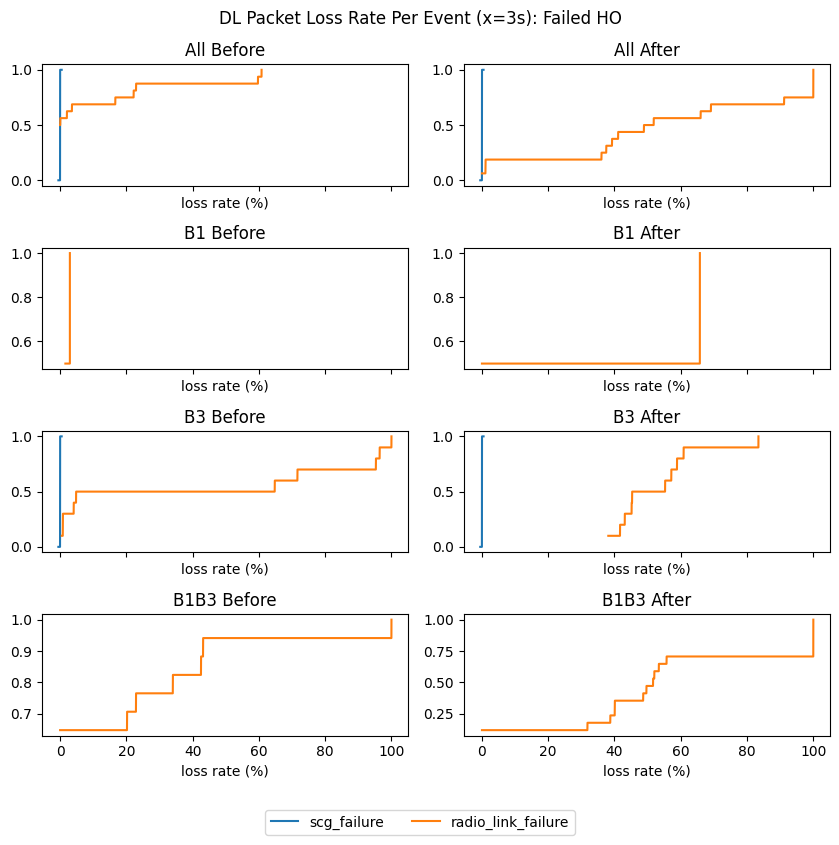 DL Packet Loss Rate Per Event (x=3s): Failed HO
All Before
1.0
0.5
0.0
loss rate (%)
All After
1.0
0.5
0.0
loss rate (%)
B1 Before
1.0
0.8
0.6
loss rate (%)
B1 After
1.0
0.8
0.6
loss rate (%)
B3 Before
1.0
0.5
0.0
loss rate (%)
B3 After
1.0
0.5
0.0
loss rate (%)
B1B3 Before
1.0
0.9
0.8
0.7
0 20 40 60 80 100
loss rate (%)
B1B3 After
1.00
0.75
0.50
0.25
0 20 40 60 80 100
loss rate (%)
scg_failure radio_link_failure